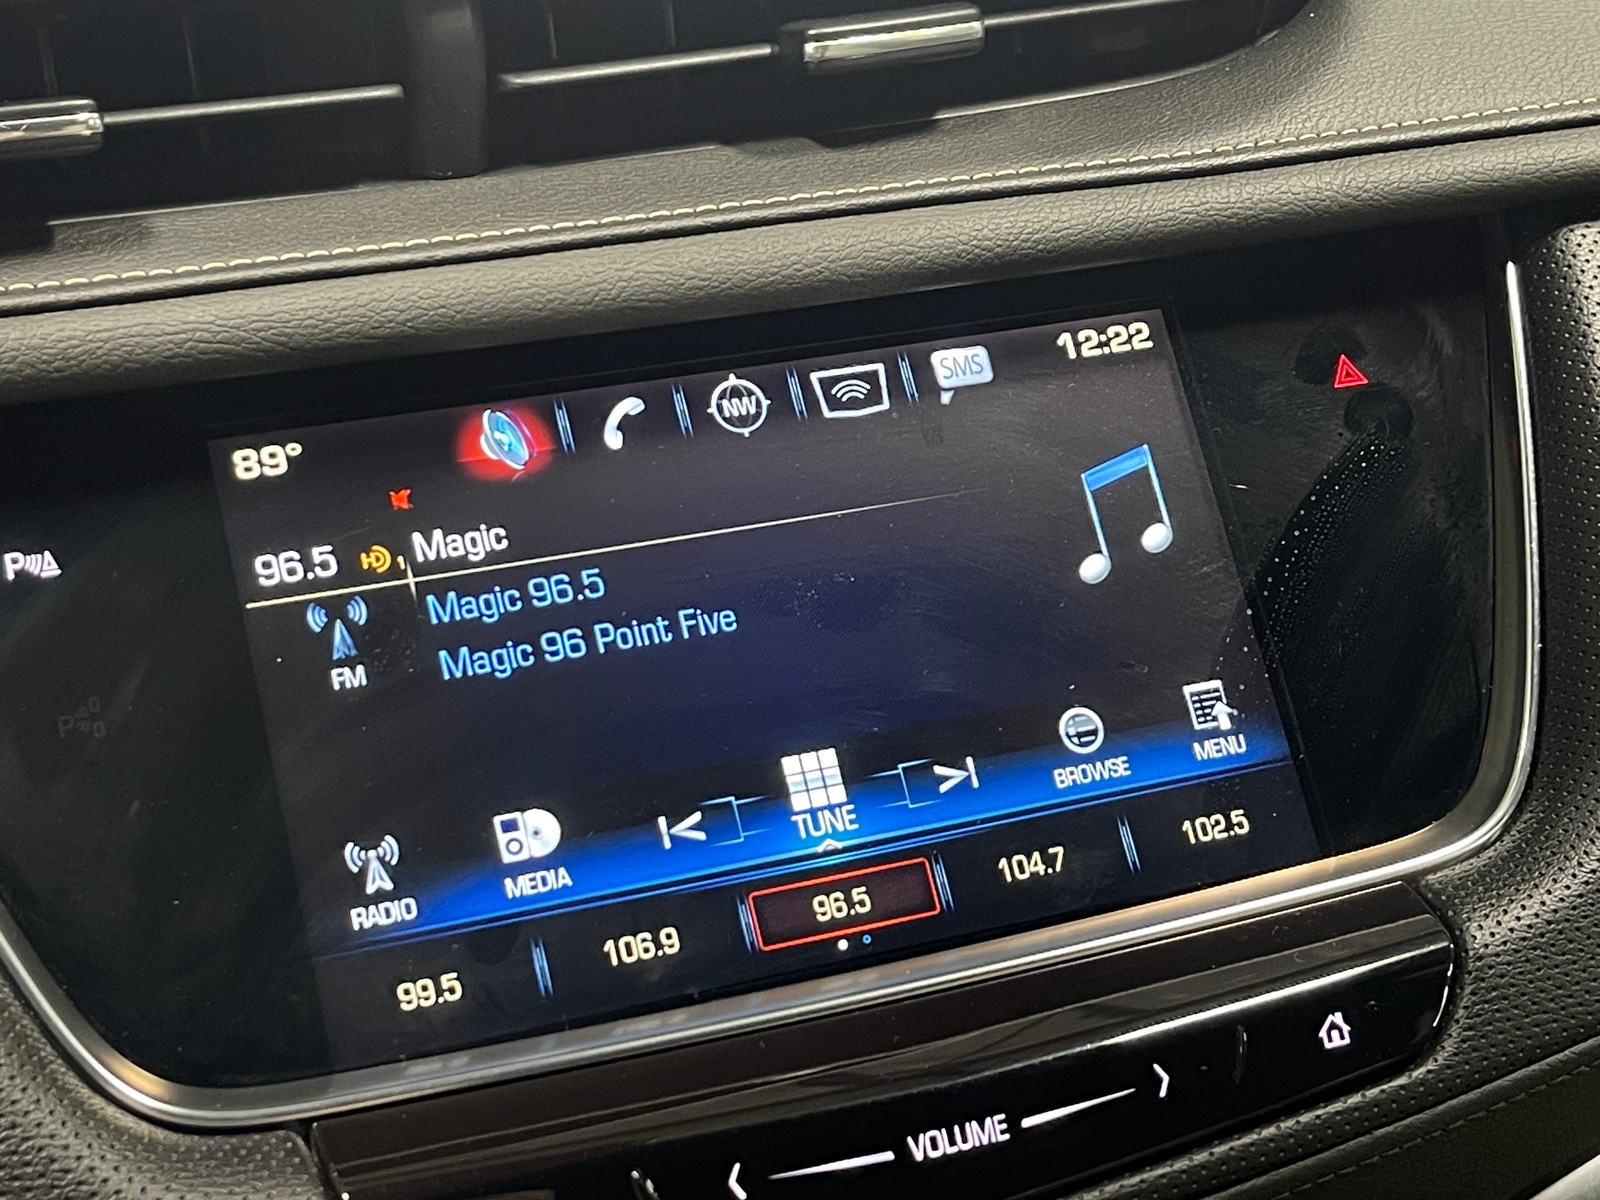 12:22
SMS
NW
89°
96.5 HD 1 Magic
Magic 96.5
Magic 96 Point Five
FM
P
P
RADIO
MEDIA
TUNE
BROWSE
MENU
99.5
106.9
96.5
104.7
102.5
VOLUME